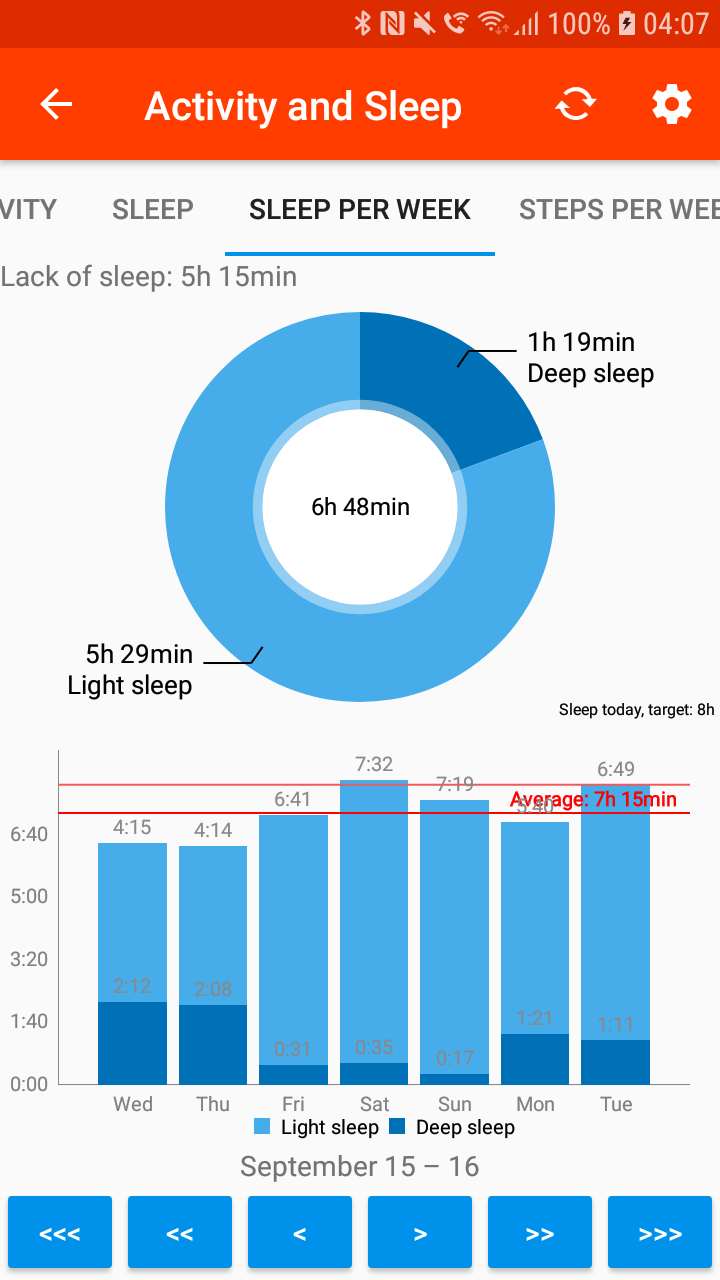 100% 04:07
Activity and Sleep
VITY SLEEP SLEEP PER WEEK STEPS PER WEE
Lack of sleep: 5h 15min
1h 19min
Deep sleep
6h 48min
5h 29min
Light sleep
Sleep today, target: 8h
7:32
6:49
7:19
Average: 7h 15min
6:41
5:40
4:15
4:14
6:40
5:00
3:20
2:12
2:08
1:40
1:21
1:11
0:31
0:35
0:17
0:00
Wed Thu Fri Sat Sun Mon Tue
Light sleep Deep sleep
September 15 – 16
<<< << < > >> >>>